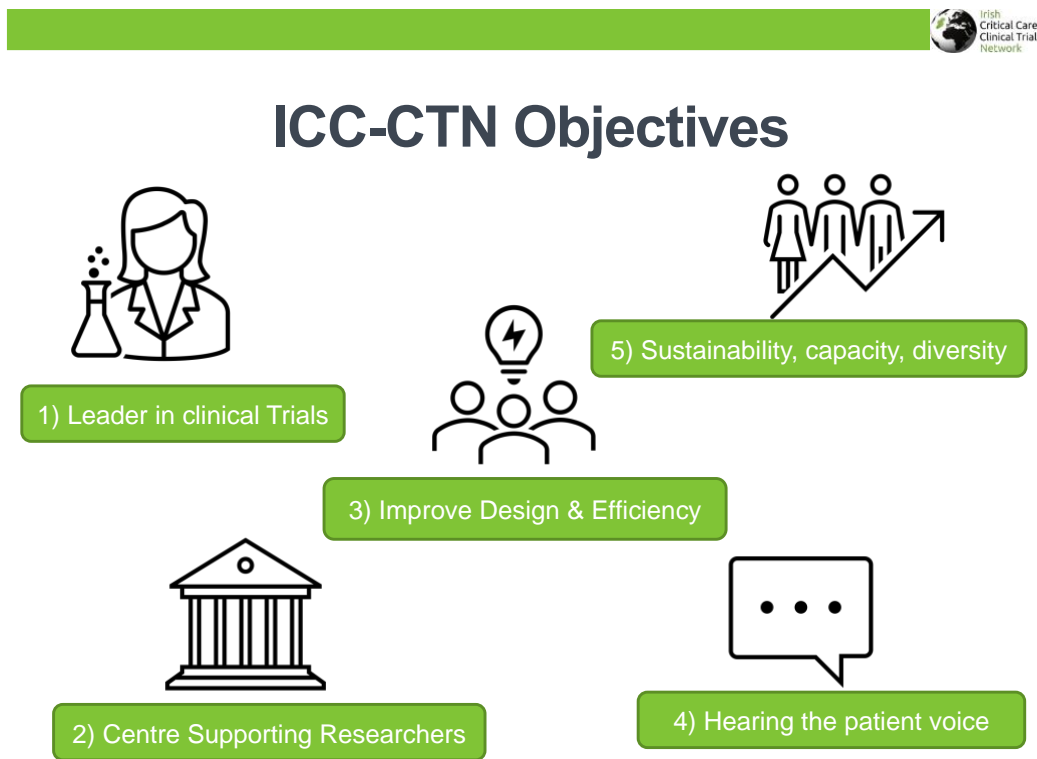 Irish
Critical Care
Clinical Trial
Network
ICC-CTN Objectives
1) Leader in clinical Trials
2) Centre Supporting Researchers
3) Improve Design & Efficiency
4) Hearing the patient voice
5) Sustainability, capacity, diversity